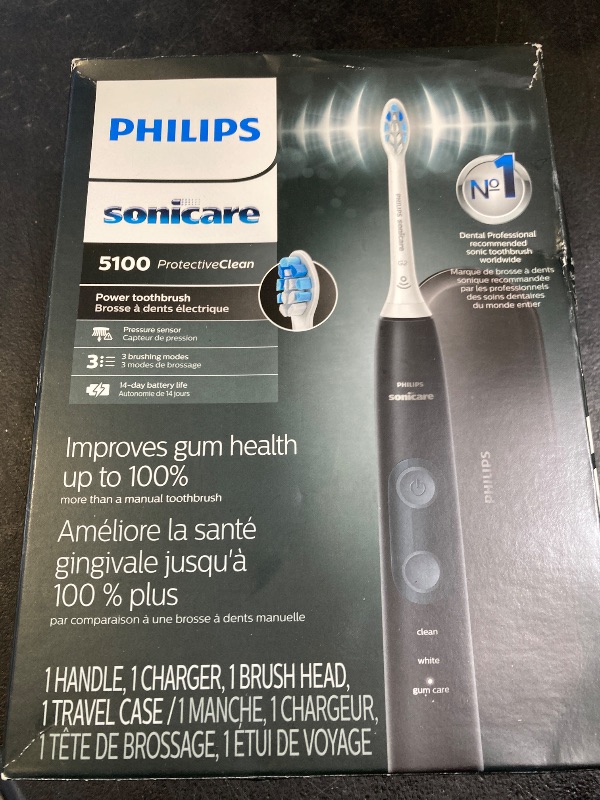 PHILIPS
sonicare
5100 ProtectiveClean
Power toothbrush
Brosse à dents électrique
Pressure sensor
Capteur de pression
3
3 brushing modes
3 modes de brossage
14-day battery life
Autonomie de 14 jours
Nº1
Dental Professional
recommended
sonic toothbrush
worldwide
Marque de brosse à dents
sonique recommandée
par les professionnels
des soins dentaires
du monde entier
PHILIPS sonicare
PHILIPS
sonicare
PHILIPS
clean
white
gum care
Improves gum health
up to 100%
more than a manual toothbrush
Améliore la santé
gingivale jusqu'à
100 % plus
par comparaison à une brosse à dents manuelle
1 HANDLE, 1 CHARGER, 1 BRUSH HEAD,
1 TRAVEL CASE / 1 MANCHE, 1 CHARGEUR,
1 TÊTE DE BROSSAGE, 1 ÉTUI DE VOYAGE